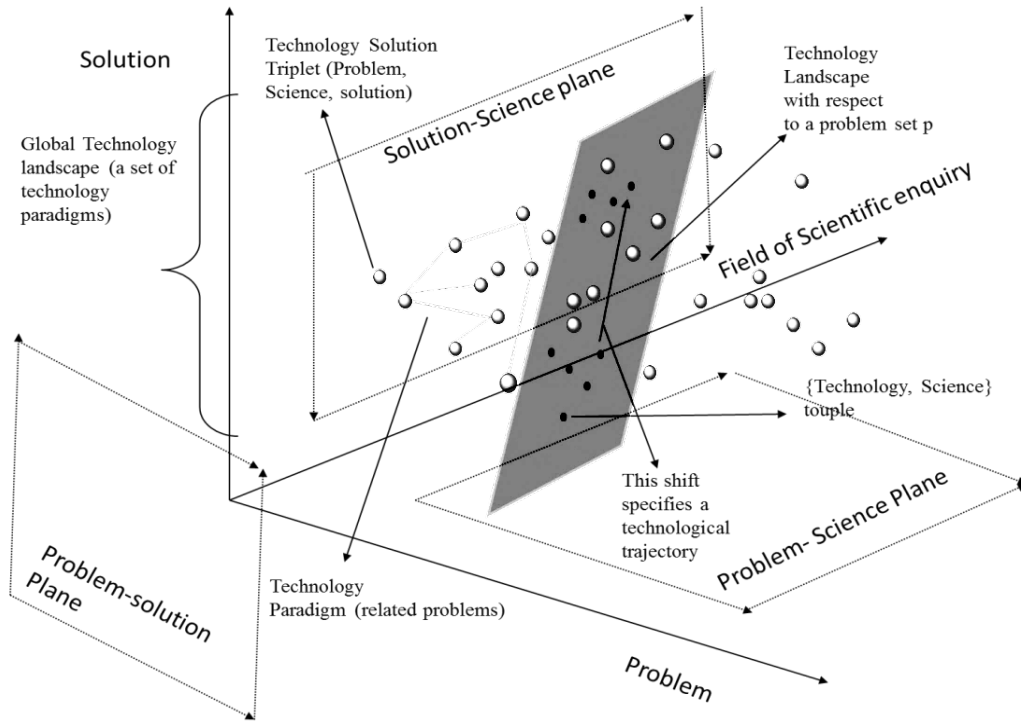 Solution
Technology Solution
Triplet (Problem,
Science, solution)
Technology
Landscape
with respect
to a problem set p
Solution-Science plane
Global Technology
landscape (a set of
technology
paradigms)
Field of Scientific enquiry
{Technology, Science}
touple
This shift
specifies a
technological
trajectory
Problem- Science Plane
Problem-solution
Plane
Technology
Paradigm (related problems)
Problem